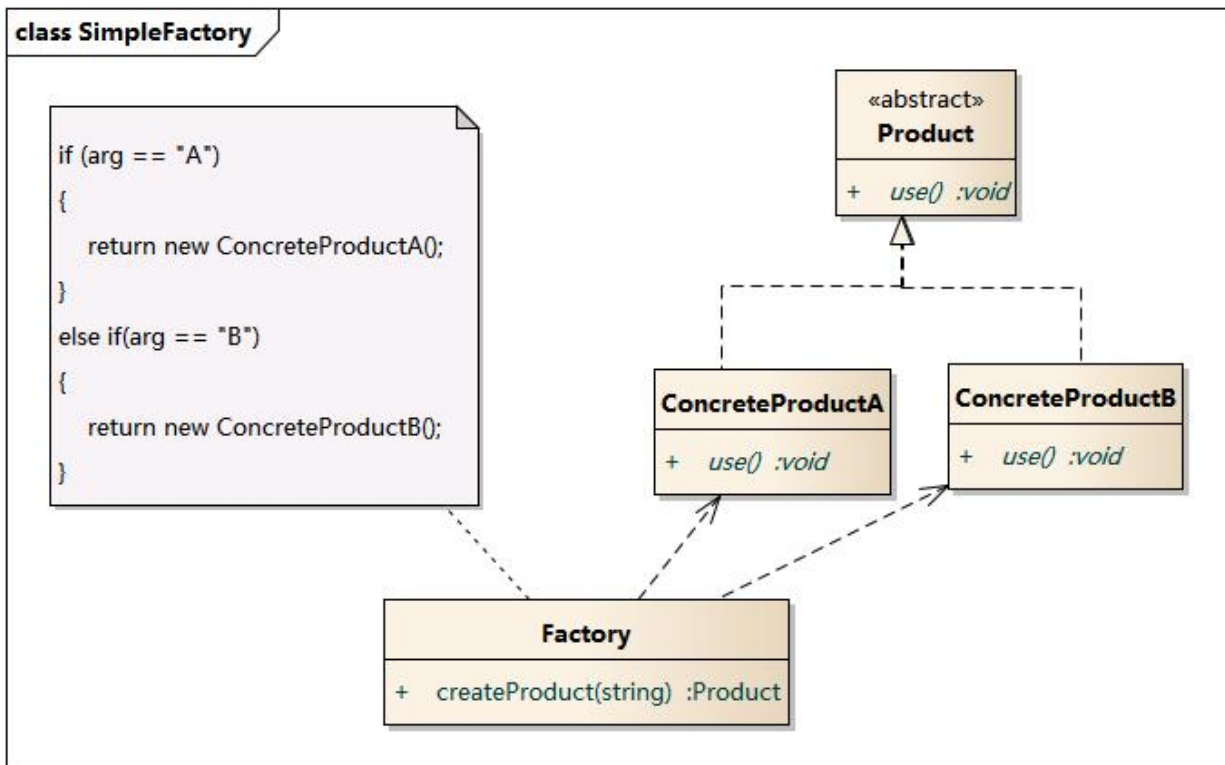 class SimpleFactory
if (arg == "A")
{
return new ConcreteProductA();
}
else if(arg == "B")
{
return new ConcreteProductB();
}
«abstract»
Product
+ use() :void
ConcreteProductA
+ use() :void
ConcreteProductB
+ use() :void
Factory
+ createProduct(string) :Product